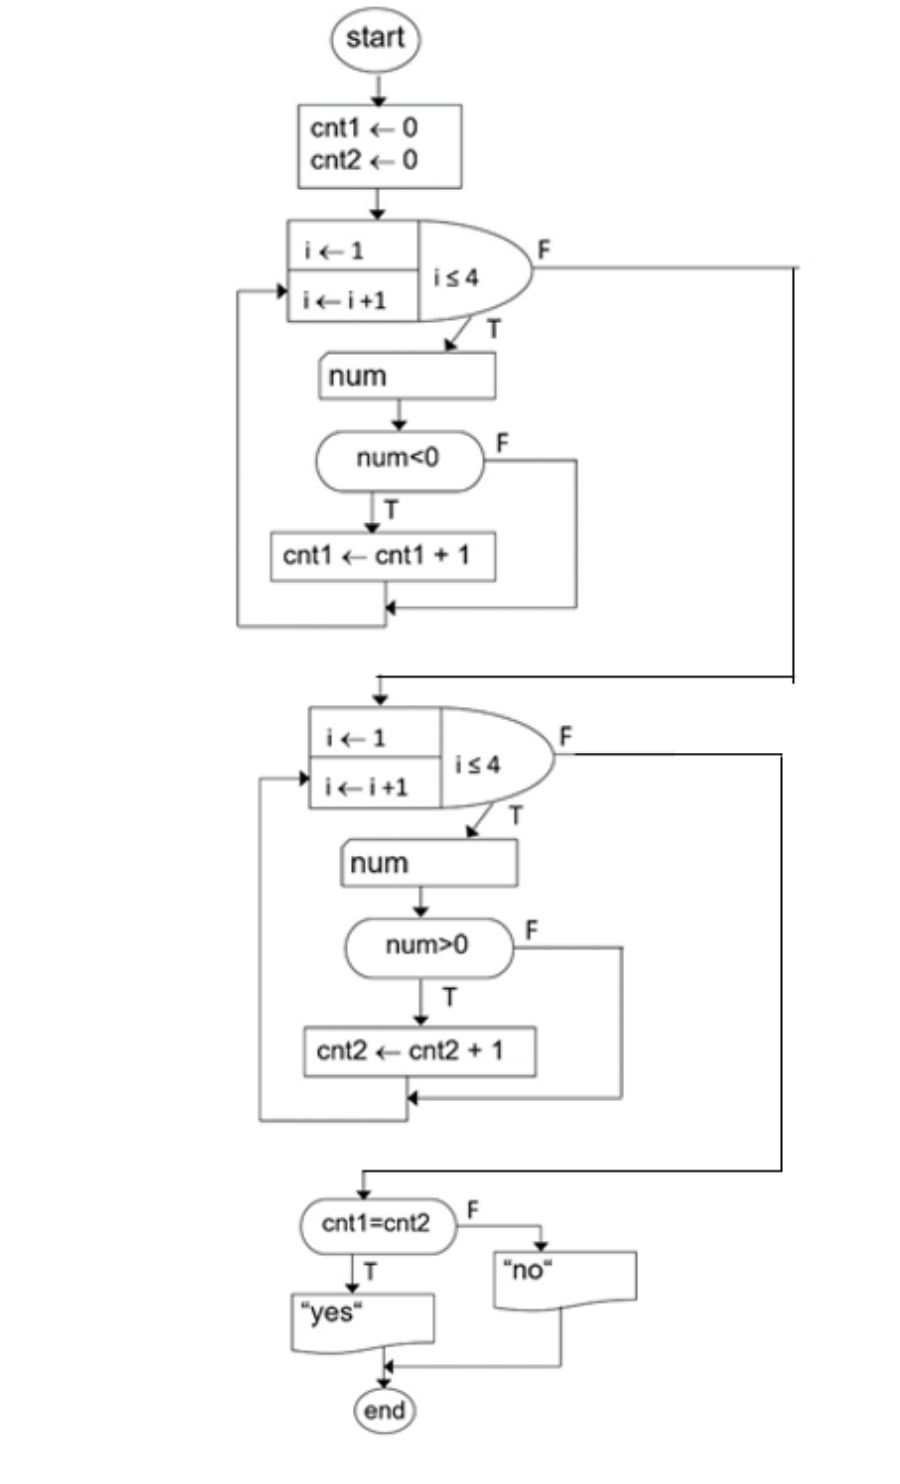 start
cnt1 ← 0
cnt2 ← 0
i ← 1
i ← i +1
i ≤ 4
F
T
num
num<0
F
T
cnt1 ← cnt1 + 1
i ← 1
i ← i +1
i ≤ 4
F
T
num
num>0
F
T
cnt2 ← cnt2 + 1
cnt1=cnt2
F
T
“no“
“yes“
end